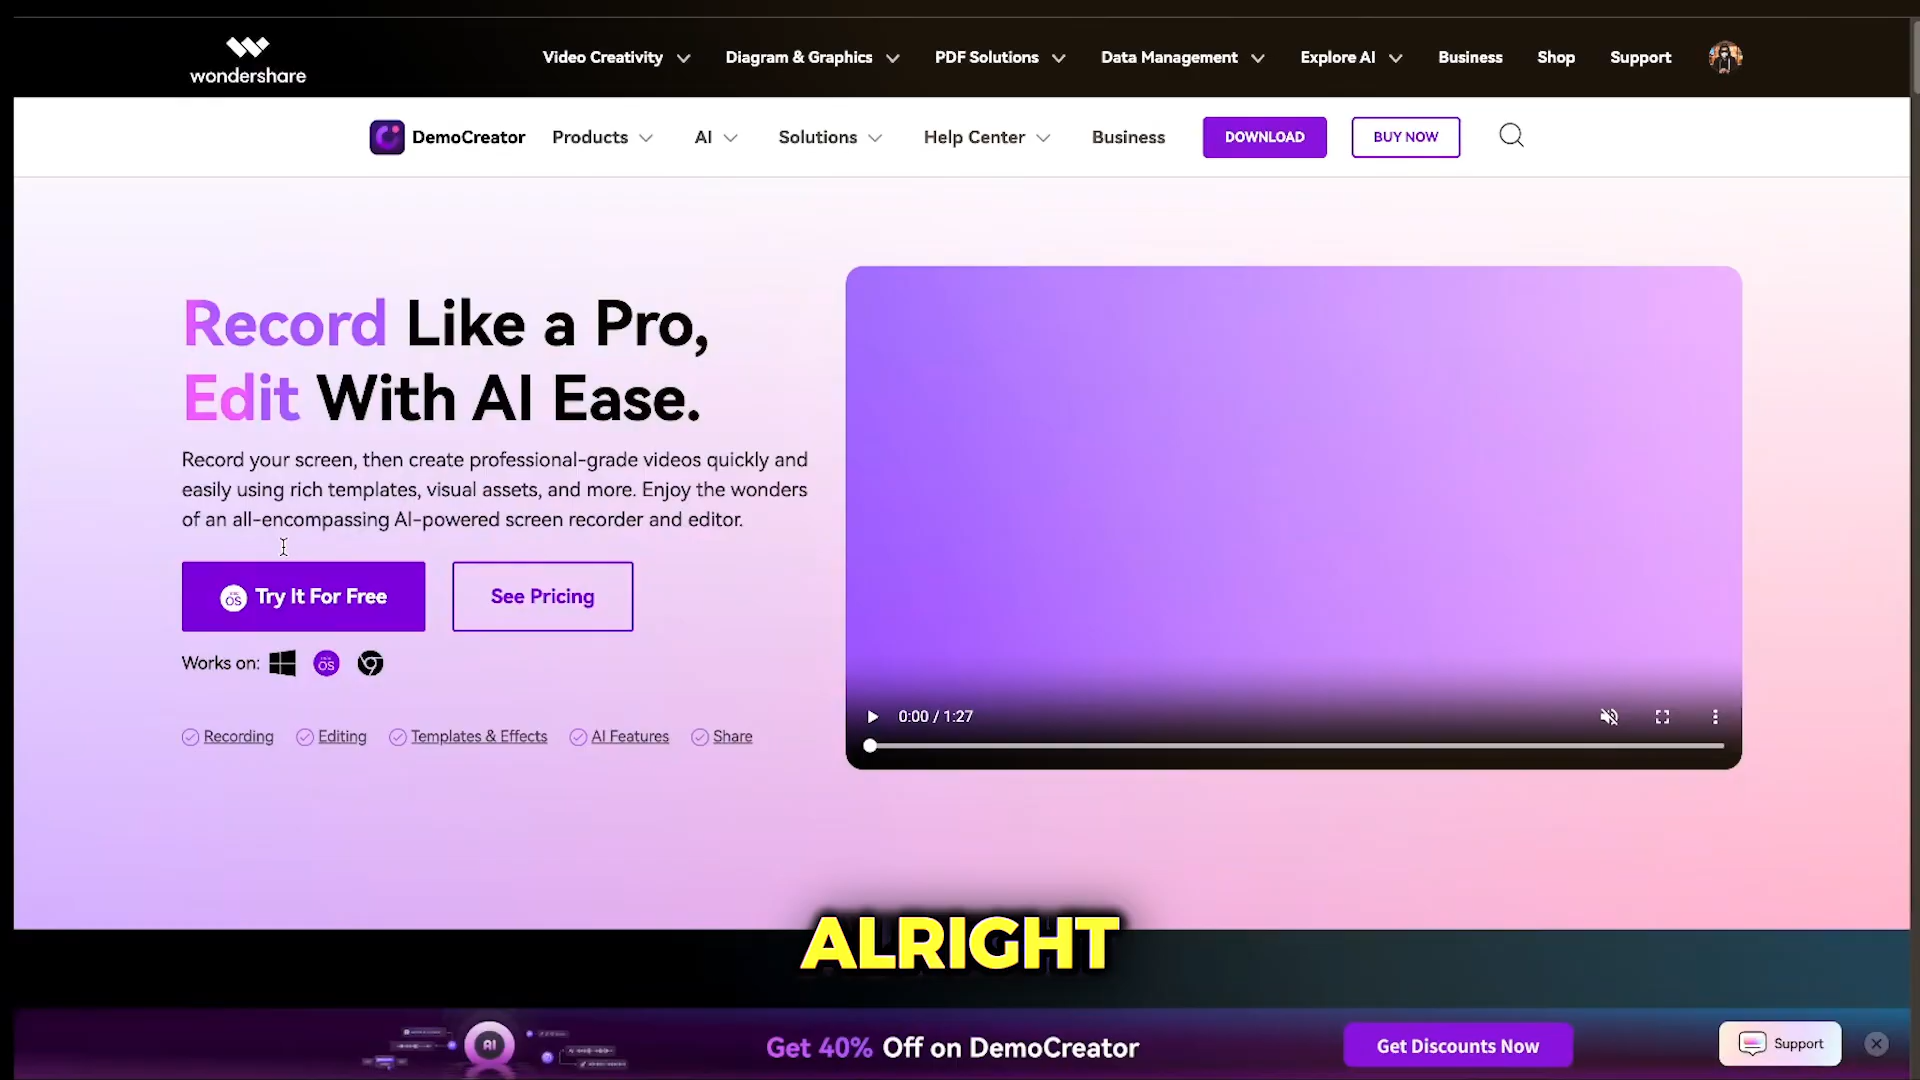 wondershare
Video Creativity
Diagram & Graphics
PDF Solutions
Data Management
Explore AI
Business
Shop
Support
DemoCreator
Products
AI
Solutions
Help Center
Business
DOWNLOAD
BUY NOW
Record Like a Pro,
Edit With AI Ease.
Record your screen, then create professional-grade videos quickly and
easily using rich templates, visual assets, and more. Enjoy the wonders
of an all-encompassing AI-powered screen recorder and editor.
Try It For Free
See Pricing
Works on:
Recording
Editing
Templates & Effects
AI Features
Share
0:00 / 1:27
ALRIGHT
AI
Get 40% Off on DemoCreator
Get Discounts Now
Support